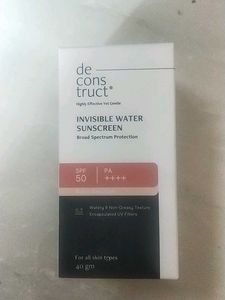 de
cons
truct®
Highly Effective Yet Gentle
INVISIBLE WATER
SUNSCREEN
Broad Spectrum Protection
SPF PA
50 ++++
Watery & Non-Greasy Texture
Encapsulated UV Filters
For all skin types
40 gm